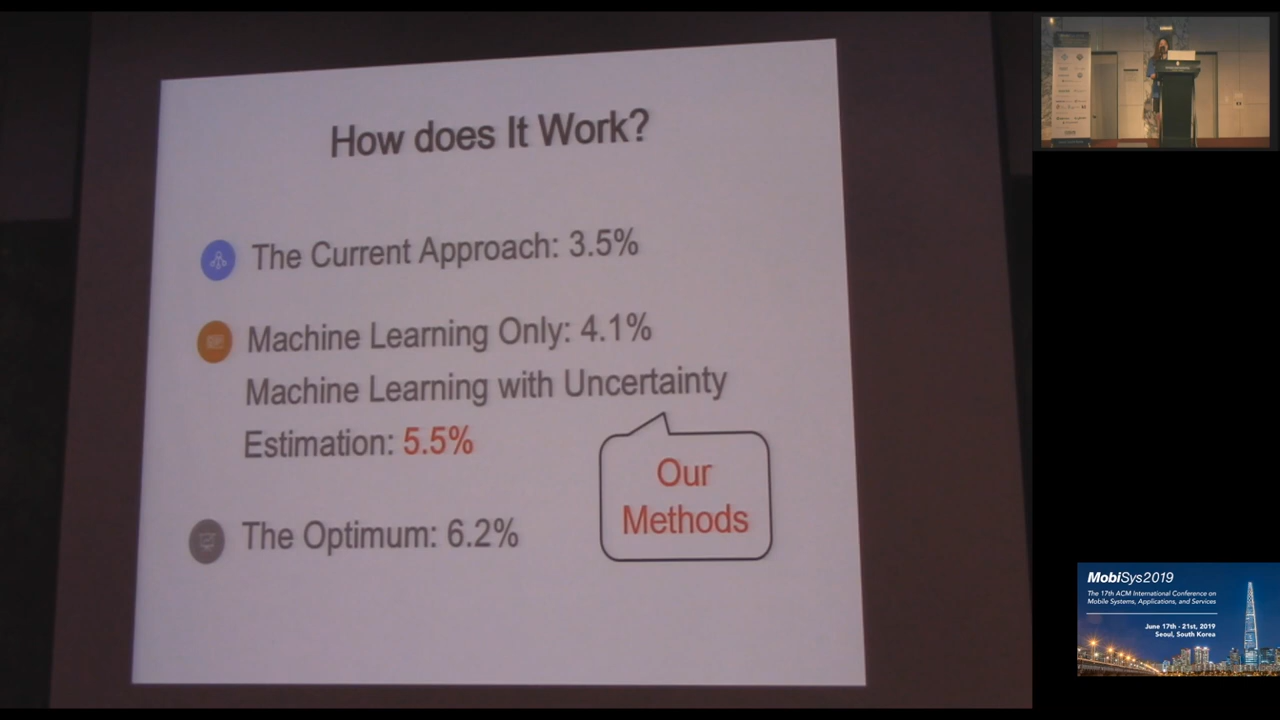 How does It Work?
The Current Approach: 3.5%
Machine Learning Only: 4.1%
Machine Learning with Uncertainty
Estimation: 5.5%
Our
Methods
The Optimum: 6.2%
MobiSys2019
The 17th ACM International Conference on
Mobile Systems, Applications, and Services
June 17th - 21st, 2019
Seoul, South Korea